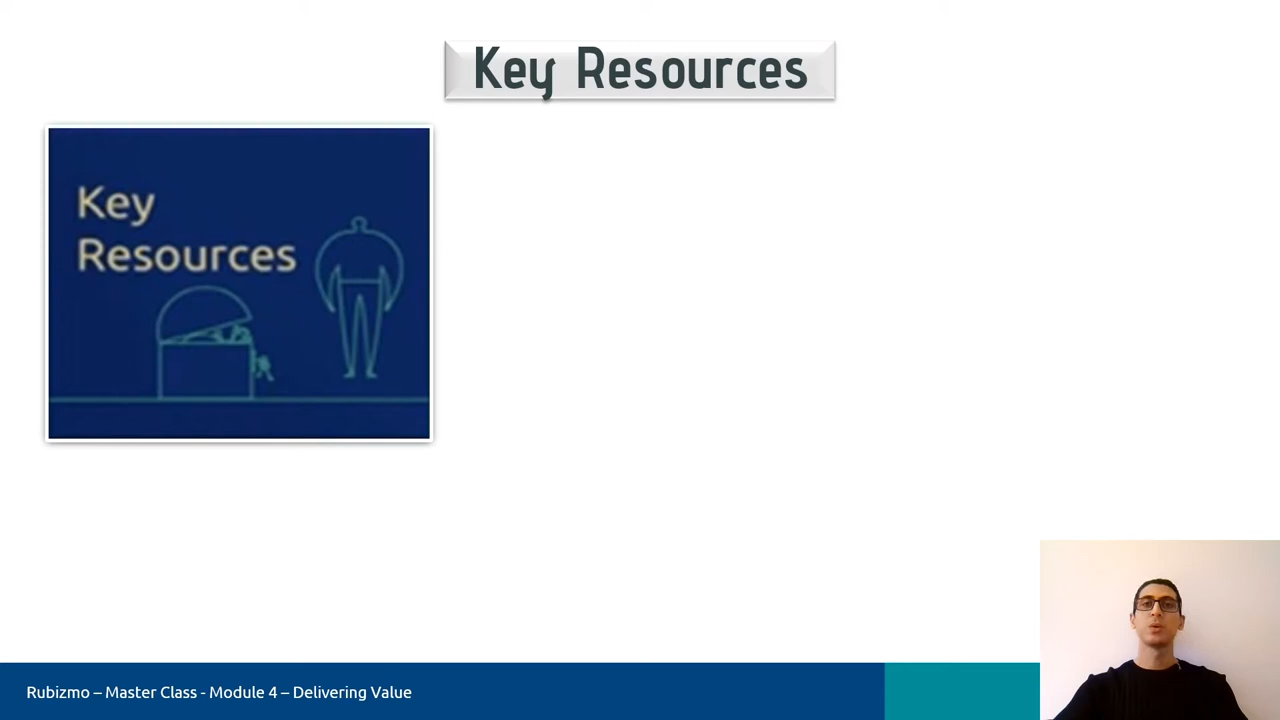 Key Resources
Key
Resources
Rubizmo – Master Class - Module 4 – Delivering Value